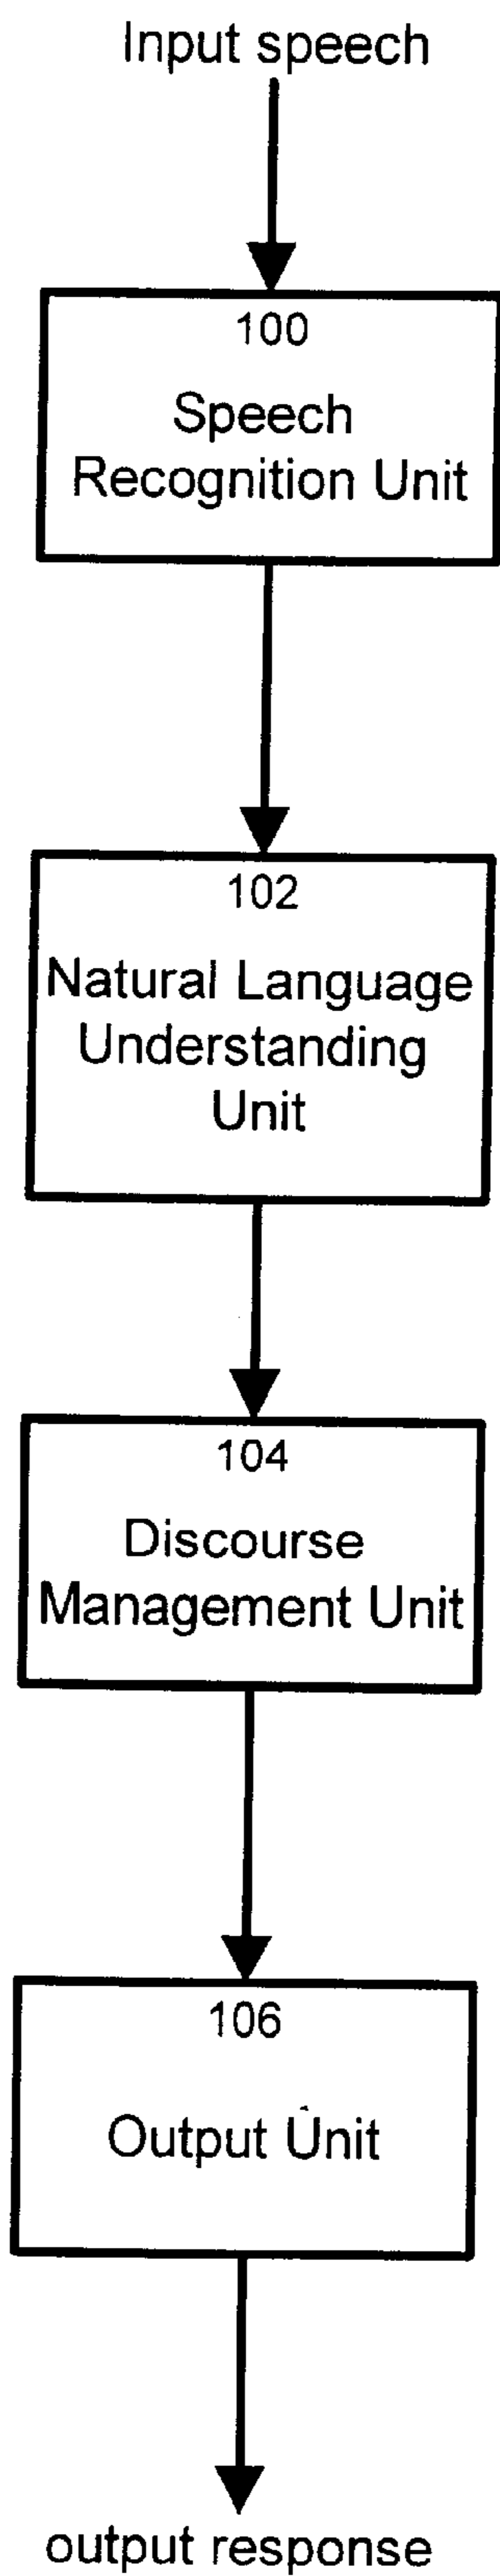 Input speech
100
Speech
Recognition Unit
102
Natural Language
Understanding
Unit
104
Discourse
Management Unit
106
Output Unit
output response